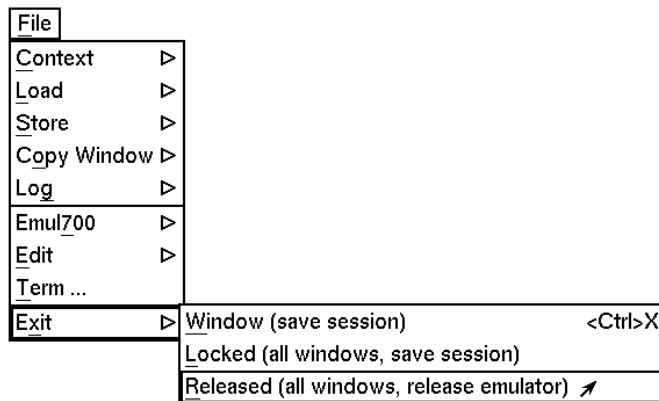 File
Context
Load
Store
Copy Window
Log
Emul700
Edit
Term ...
Exit
Window (save session) <Ctrl>X
Locked (all windows, save session)
Released (all windows, release emulator)